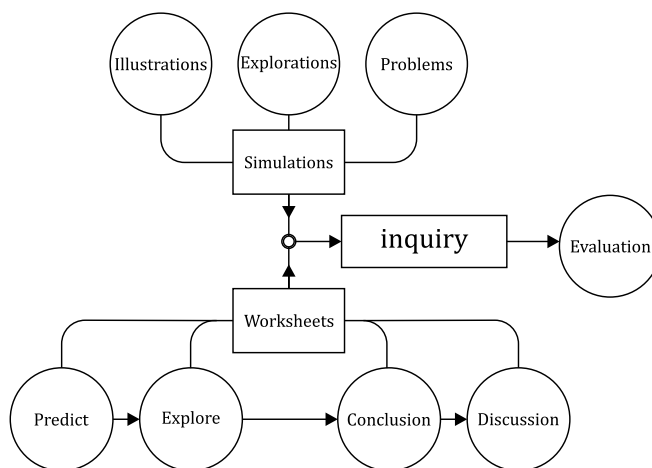 Illustrations
Explorations
Problems
Simulations
inquiry
Evaluation
Worksheets
Predict
Explore
Conclusion
Discussion